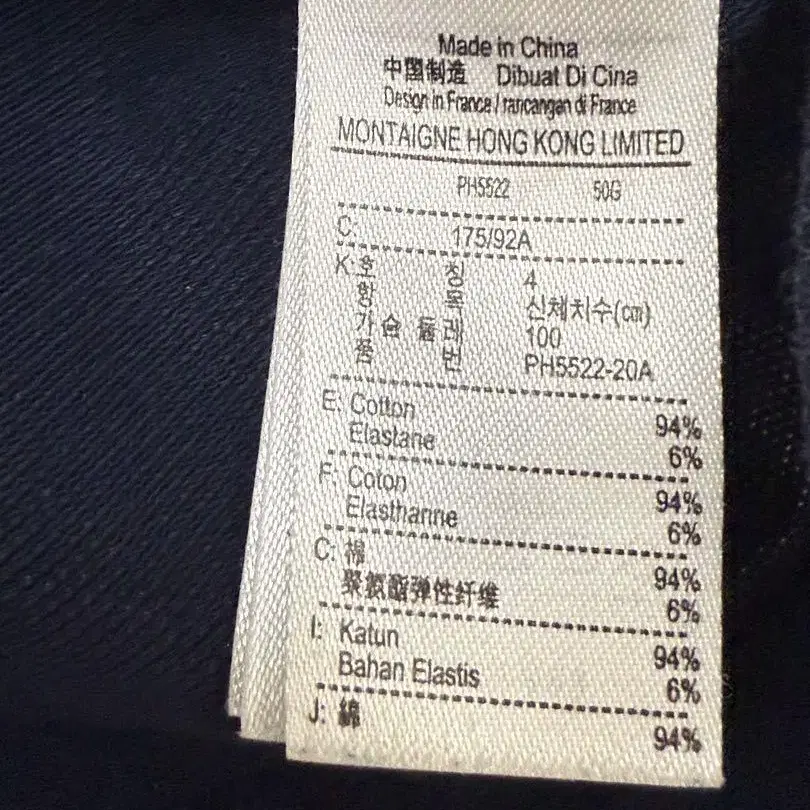 Made in China
中国制造 Dibuat Di Cina
Design in France / rancangan di France
MONTAIGNE HONG KONG LIMITED
PH5522 50G
C: 175/92A
K: 호 칭 4
항 목 신체치수(cm)
가슴둘레 100
품 번 PH5522-20A
E: Cotton 94%
Elastane 6%
F: Coton 94%
Elasthanne 6%
C: 棉 94%
聚氨酯弹性纤维 6%
I: Katun 94%
Bahan Elastis 6%
J: 綿 94%